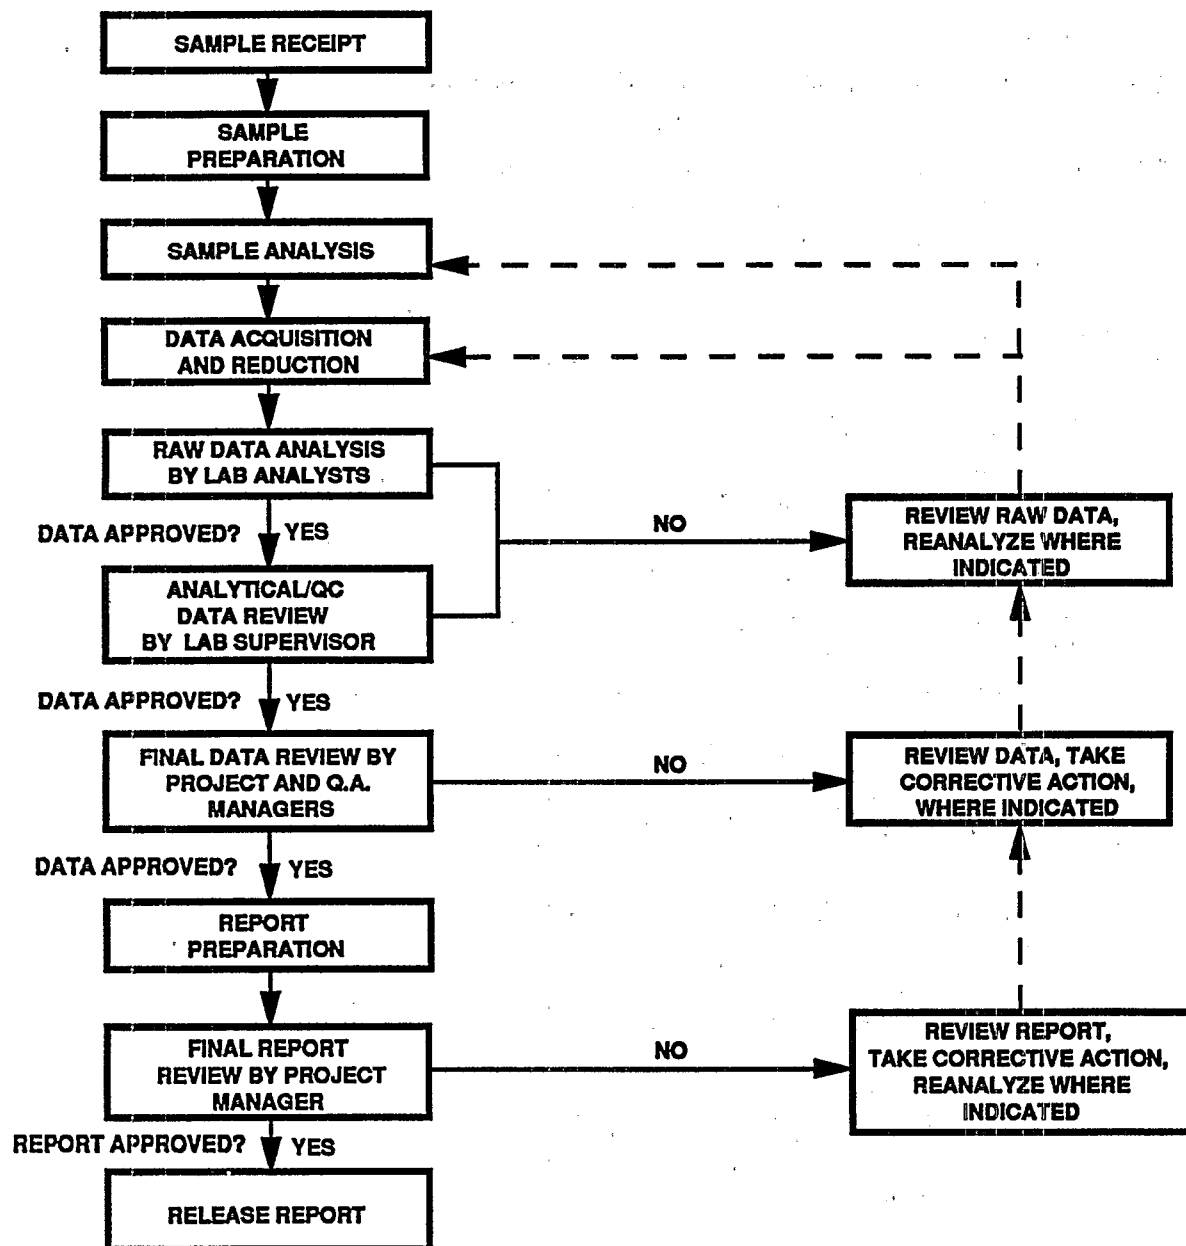 SAMPLE RECEIPT
SAMPLE
PREPARATION
SAMPLE ANALYSIS
DATA ACQUISITION
AND REDUCTION
RAW DATA ANALYSIS
BY LAB ANALYSTS
DATA APPROVED? YES
NO
REVIEW RAW DATA,
REANALYZE WHERE
INDICATED
ANALYTICAL/QC
DATA REVIEW
BY LAB SUPERVISOR
DATA APPROVED? YES
FINAL DATA REVIEW BY
PROJECT AND Q.A.
MANAGERS
NO
REVIEW DATA, TAKE
CORRECTIVE ACTION,
WHERE INDICATED
DATA APPROVED? YES
REPORT
PREPARATION
FINAL REPORT
REVIEW BY PROJECT
MANAGER
NO
REVIEW REPORT,
TAKE CORRECTIVE ACTION,
REANALYZE WHERE
INDICATED
REPORT APPROVED? YES
RELEASE REPORT